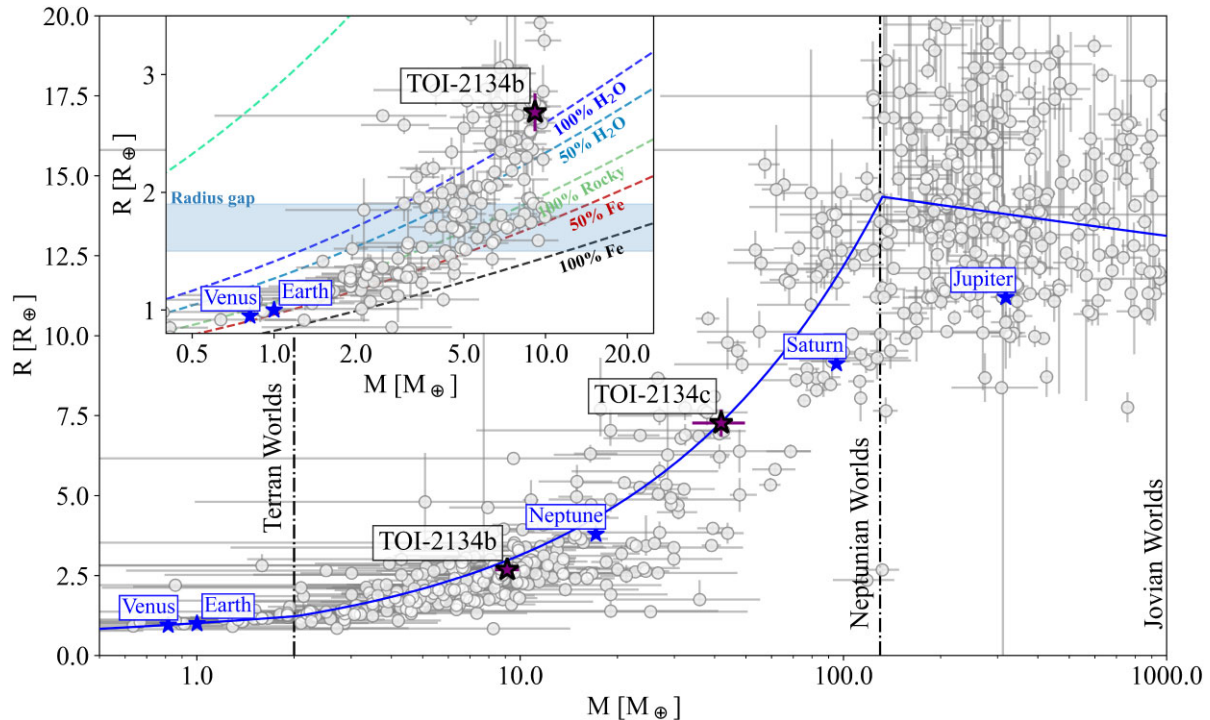 20.0
17.5
15.0
12.5
10.0
7.5
5.0
2.5
0.0
R [R⊕]
1.0
10.0
100.0
1000.0
M [M⊕]
3
2
1
R [R⊕]
0.5
1.0
2.0
5.0
10.0
20.0
M [M⊕]
TOI-2134b
100% H₂O
50% H₂O
100% Rocky
50% Fe
100% Fe
Radius gap
Venus
Earth
Jupiter
Saturn
TOI-2134c
Neptune
TOI-2134b
Venus
Earth
Terran Worlds
Neptunian Worlds
Jovian Worlds